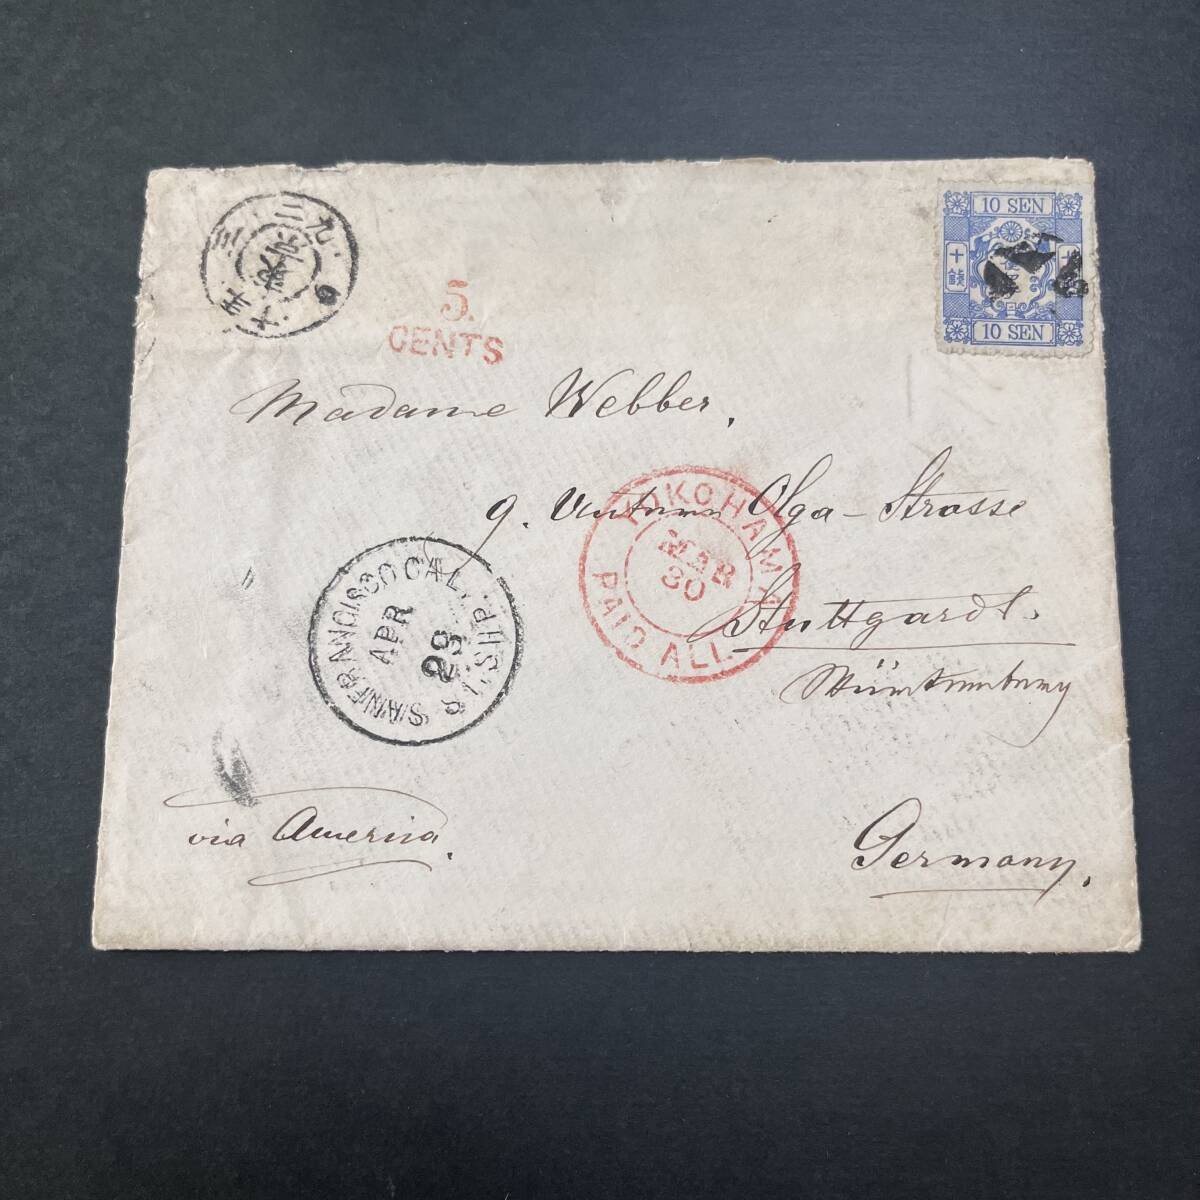 10 SEN
十銭
10 SEN
5.
CENTS
Madame Webber,
9. Olga-Strasse
Stuttgardt.
Germany,
via America.
YOKOHAMA
MAR
30
PAID ALL
SAN FRANCISCO CAL.
APR
28